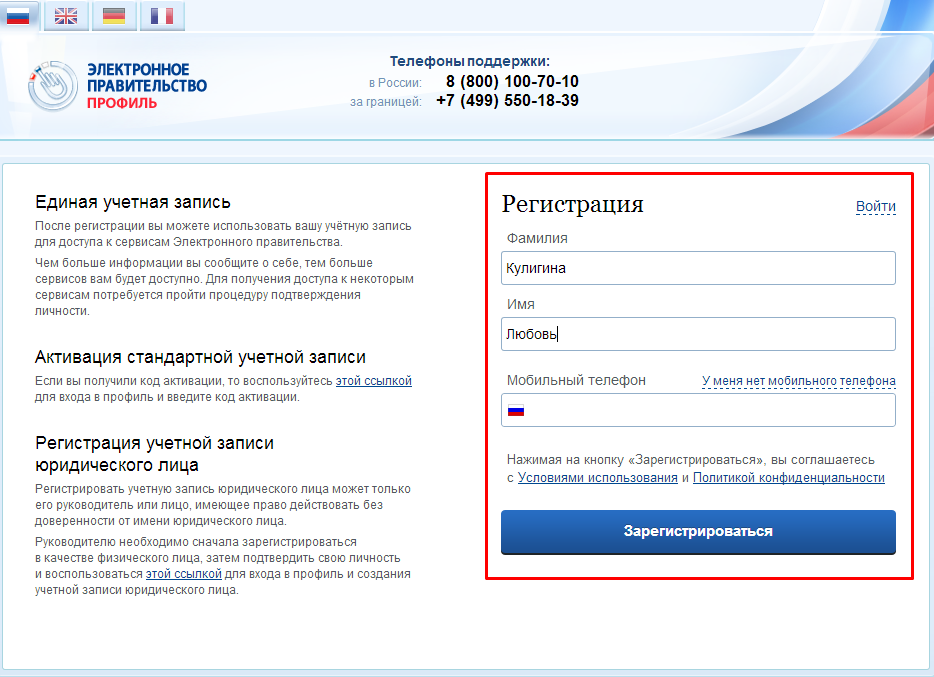 ЭЛЕКТРОННОЕ
ПРАВИТЕЛЬСТВО
ПРОФИЛЬ
Телефоны поддержки:
в России: 8 (800) 100-70-10
за границей: +7 (499) 550-18-39
Единая учетная запись
После регистрации вы можете использовать вашу учётную запись
для доступа к сервисам Электронного правительства.
Чем больше информации вы сообщите о себе, тем больше
сервисов вам будет доступно. Для получения доступа к некоторым
сервисам потребуется пройти процедуру подтверждения
личности.
Активация стандартной учетной записи
Если вы получили код активации, то воспользуйтесь этой ссылкой
для входа в профиль и введите код активации.
Регистрация учетной записи
юридического лица
Регистрировать учетную запись юридического лица может только
его руководитель или лицо, имеющее право действовать без
доверенности от имени юридического лица.
Руководителю необходимо сначала зарегистрироваться
в качестве физического лица, затем подтвердить свою личность
и воспользоваться этой ссылкой для входа в профиль и создания
учетной записи юридического лица.
Регистрация
Войти
Фамилия
Кулигина
Имя
Любовь
Мобильный телефон
У меня нет мобильного телефона
Нажимая на кнопку «Зарегистрироваться», вы соглашаетесь
с Условиями использования и Политикой конфиденциальности
Зарегистрироваться